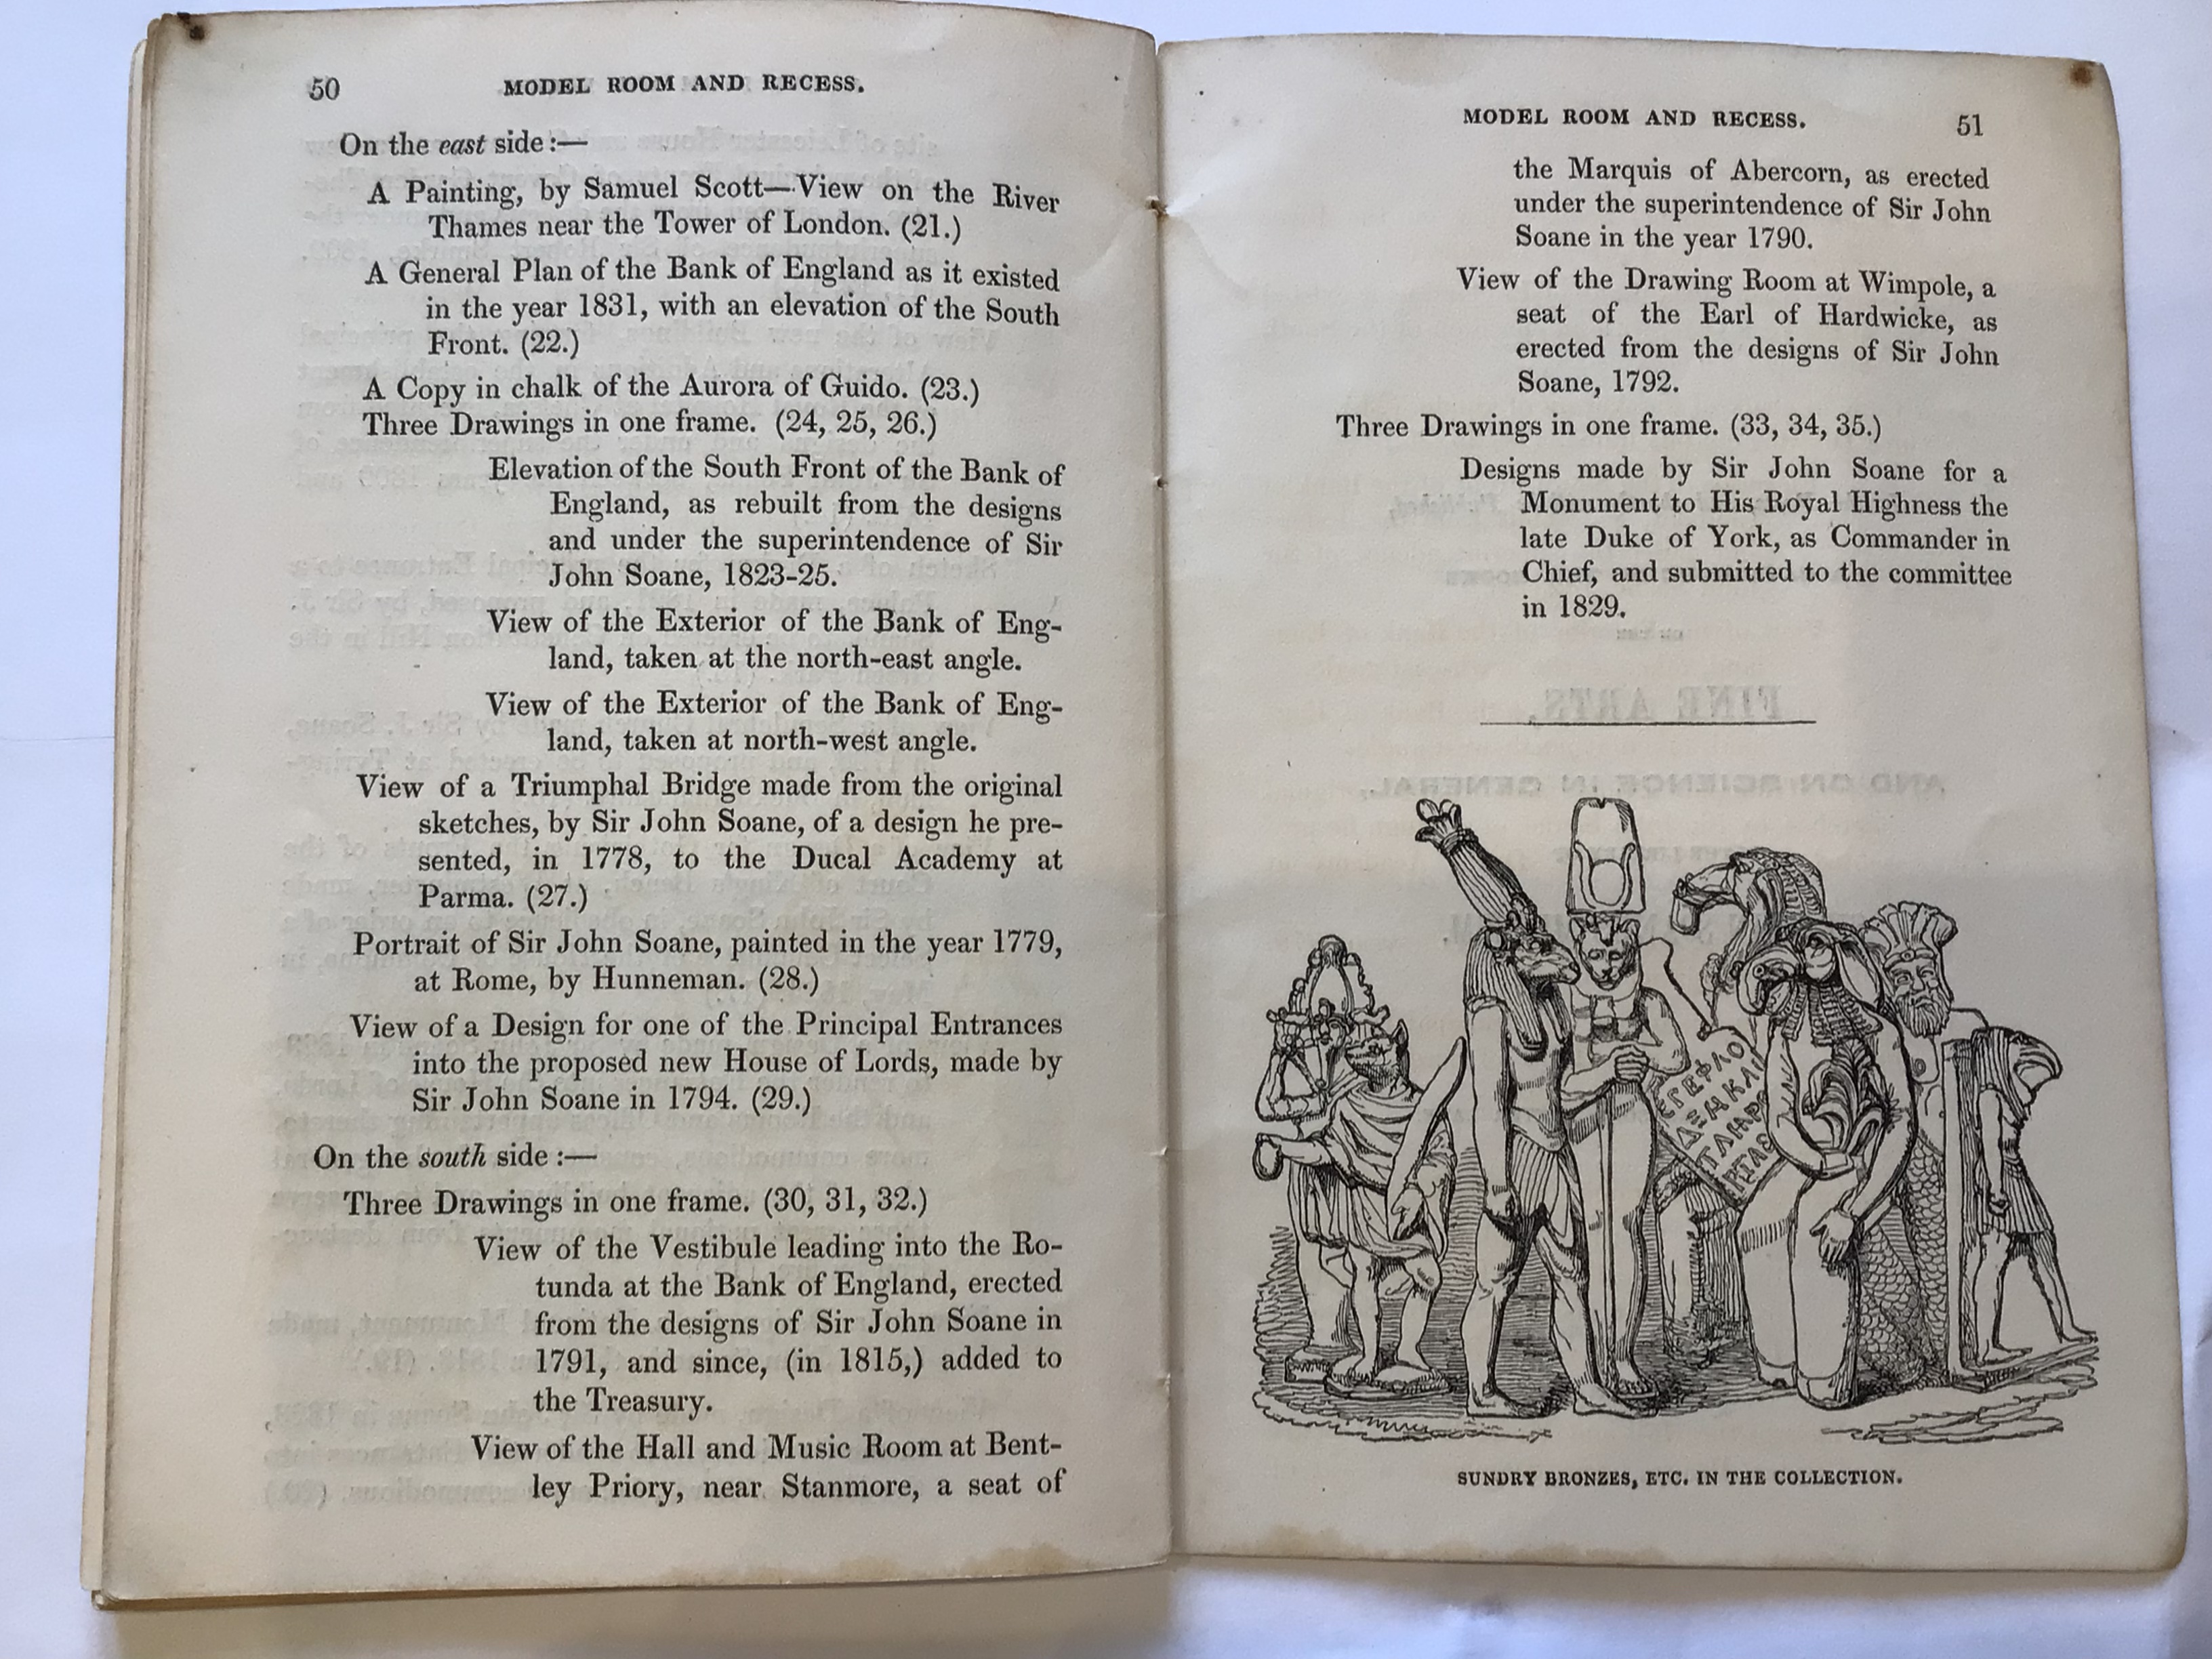 50 MODEL ROOM AND RECESS.
On the east side :—
A Painting, by Samuel Scott—View on the River
Thames near the Tower of London. (21.)
A General Plan of the Bank of England as it existed
in the year 1831, with an elevation of the South
Front. (22.)
A Copy in chalk of the Aurora of Guido. (23.)
Three Drawings in one frame. (24, 25, 26.)
Elevation of the South Front of the Bank of
England, as rebuilt from the designs
and under the superintendence of Sir
John Soane, 1823-25.
View of the Exterior of the Bank of Eng-
land, taken at the north-east angle.
View of the Exterior of the Bank of Eng-
land, taken at north-west angle.
View of a Triumphal Bridge made from the original
sketches, by Sir John Soane, of a design he pre-
sented, in 1778, to the Ducal Academy at
Parma. (27.)
Portrait of Sir John Soane, painted in the year 1779,
at Rome, by Hunneman. (28.)
View of a Design for one of the Principal Entrances
into the proposed new House of Lords, made by
Sir John Soane in 1794. (29.)
On the south side :—
Three Drawings in one frame. (30, 31, 32.)
View of the Vestibule leading into the Ro-
tunda at the Bank of England, erected
from the designs of Sir John Soane in
1791, and since, (in 1815,) added to
the Treasury.
View of the Hall and Music Room at Bent-
ley Priory, near Stanmore, a seat of
MODEL ROOM AND RECESS. 51
the Marquis of Abercorn, as erected
under the superintendence of Sir John
Soane in the year 1790.
View of the Drawing Room at Wimpole, a
seat of the Earl of Hardwicke, as
erected from the designs of Sir John
Soane, 1792.
Three Drawings in one frame. (33, 34, 35.)
Designs made by Sir John Soane for a
Monument to His Royal Highness the
late Duke of York, as Commander in
Chief, and submitted to the committee
in 1829.
SUNDRY BRONZES, ETC. IN THE COLLECTION.